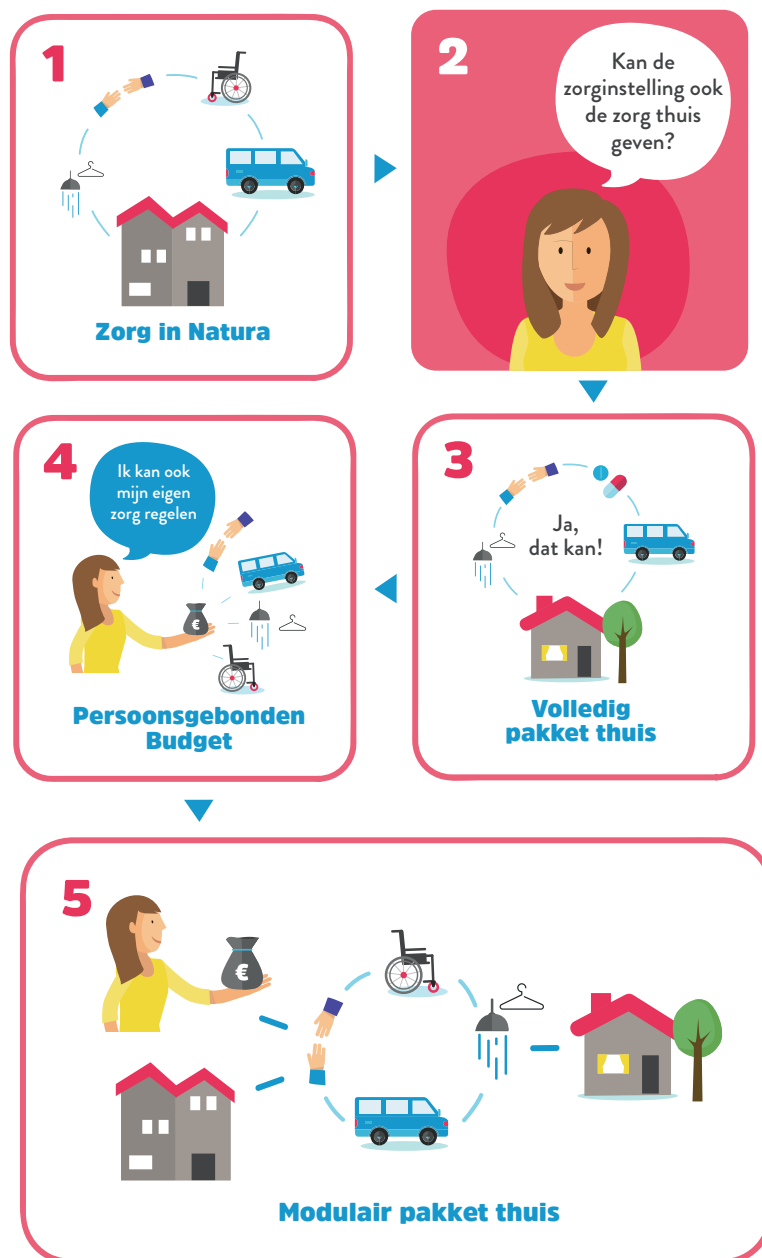 1
Zorg in Natura
2
Kan de
zorginstelling ook
de zorg thuis
geven?
3
Ja,
dat kan!
Volledig
pakket thuis
4
Ik kan ook
mijn eigen
zorg regelen
€
Persoonsgebonden
Budget
5
€
Modulair pakket thuis